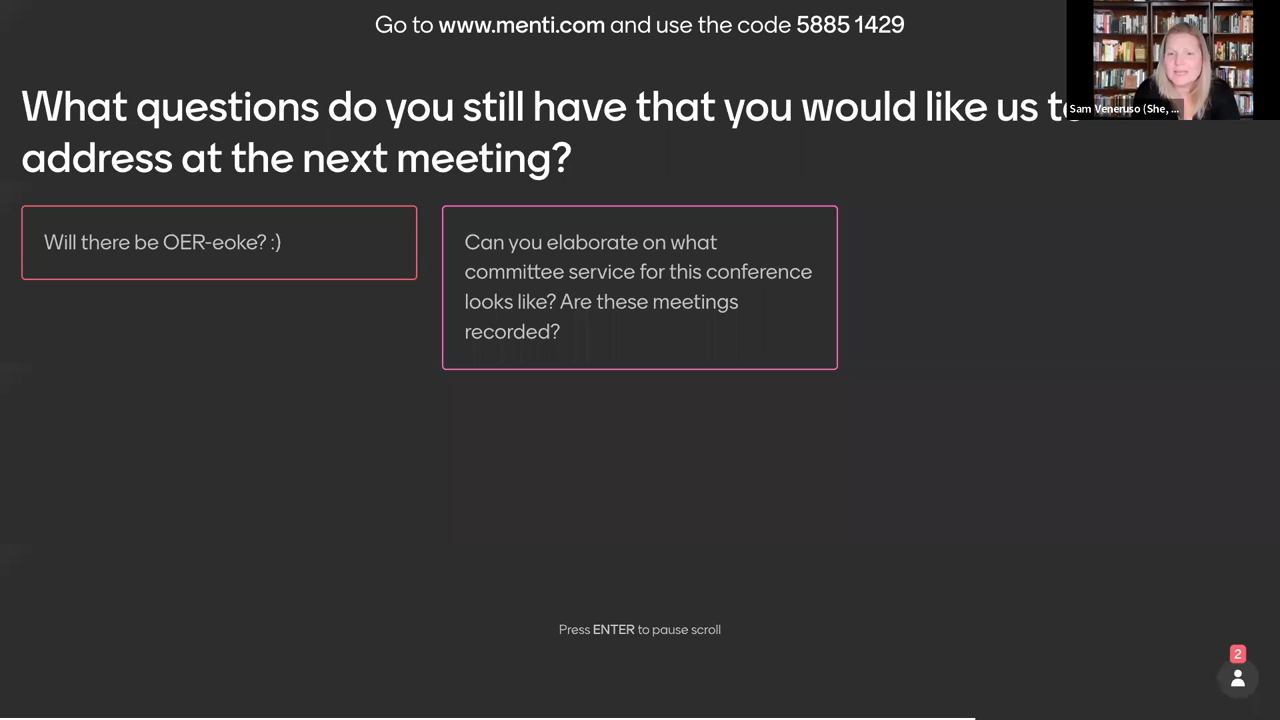 Go to www.menti.com and use the code 5885 1429
What questions do you still have that you would like us to
address at the next meeting?
Sam Veneruso (She, ...
Will there be OER-eoke? :)
Can you elaborate on what
committee service for this conference
looks like? Are these meetings
recorded?
Press ENTER to pause scroll
2